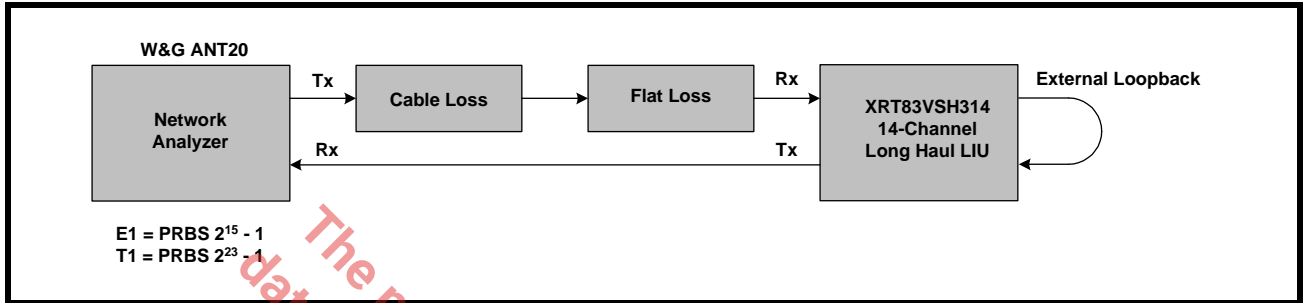 W&G ANT20
Network
Analyzer
Tx
Cable Loss
Flat Loss
Rx
XRT83VSH314
14-Channel
Long Haul LIU
External Loopback
Rx
Tx
E1 = PRBS 2¹⁵ - 1
T1 = PRBS 2²³ - 1
The